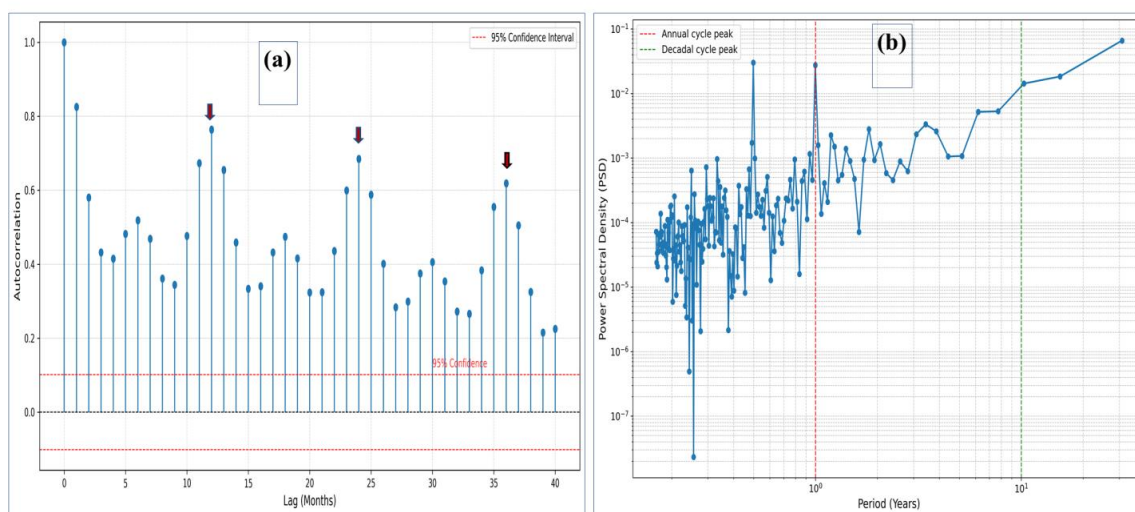 (a)
95% Confidence Interval
1.0
0.8
0.6
0.4
0.2
0.0
Autocorrelation
95% Confidence
0 5 10 15 20 25 30 35 40
Lag (Months)
(b)
Annual cycle peak
Decadal cycle peak
10⁻¹
10⁻²
10⁻³
10⁻⁴
10⁻⁵
10⁻⁶
10⁻⁷
Power Spectral Density (PSD)
10⁰ 10¹
Period (Years)